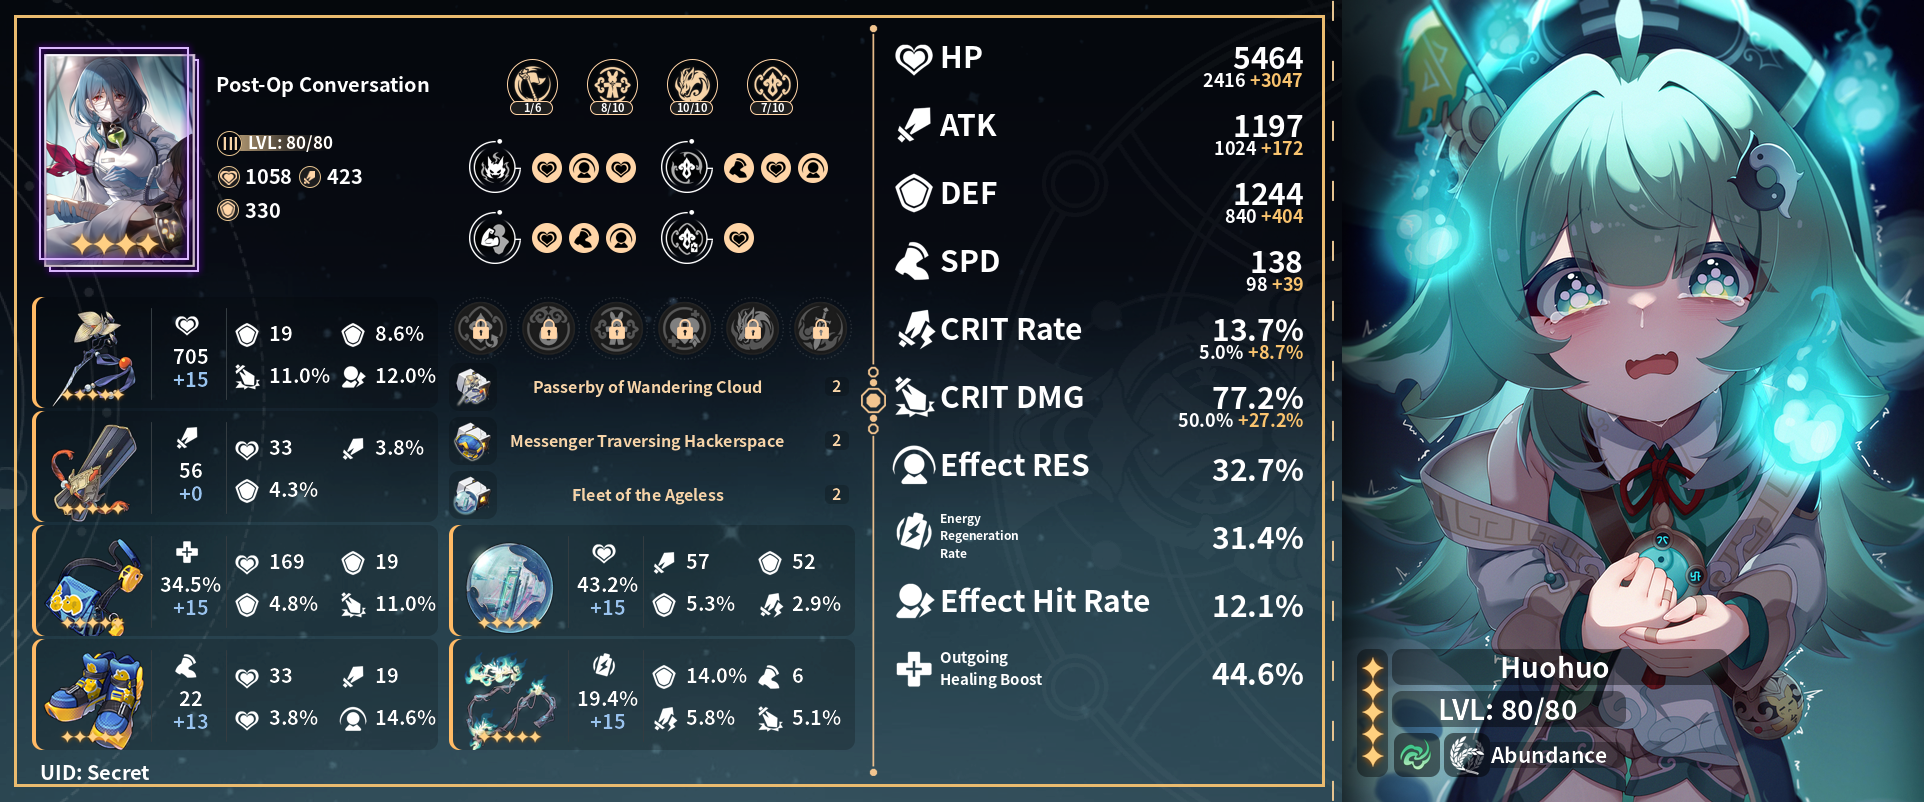 Post-Op Conversation
LVL: 80/80
1058 423
330
1/6 8/10 10/10 7/10
705
+15
19 8.6%
11.0% 12.0%
56
+0
33 3.8%
4.3%
34.5%
+15
169 19
4.8% 11.0%
22
+13
33 19
3.8% 14.6%
Passerby of Wandering Cloud 2
Messenger Traversing Hackerspace 2
Fleet of the Ageless 2
43.2%
+15
57 52
5.3% 2.9%
19.4%
+15
14.0% 6
5.8% 5.1%
UID: Secret
HP 5464
2416 +3047
ATK 1197
1024 +172
DEF 1244
840 +404
SPD 138
98 +39
CRIT Rate 13.7%
5.0% +8.7%
CRIT DMG 77.2%
50.0% +27.2%
Effect RES 32.7%
Energy
Regeneration
Rate
31.4%
Effect Hit Rate 12.1%
Outgoing
Healing Boost
44.6%
Huohuo
LVL: 80/80
Abundance